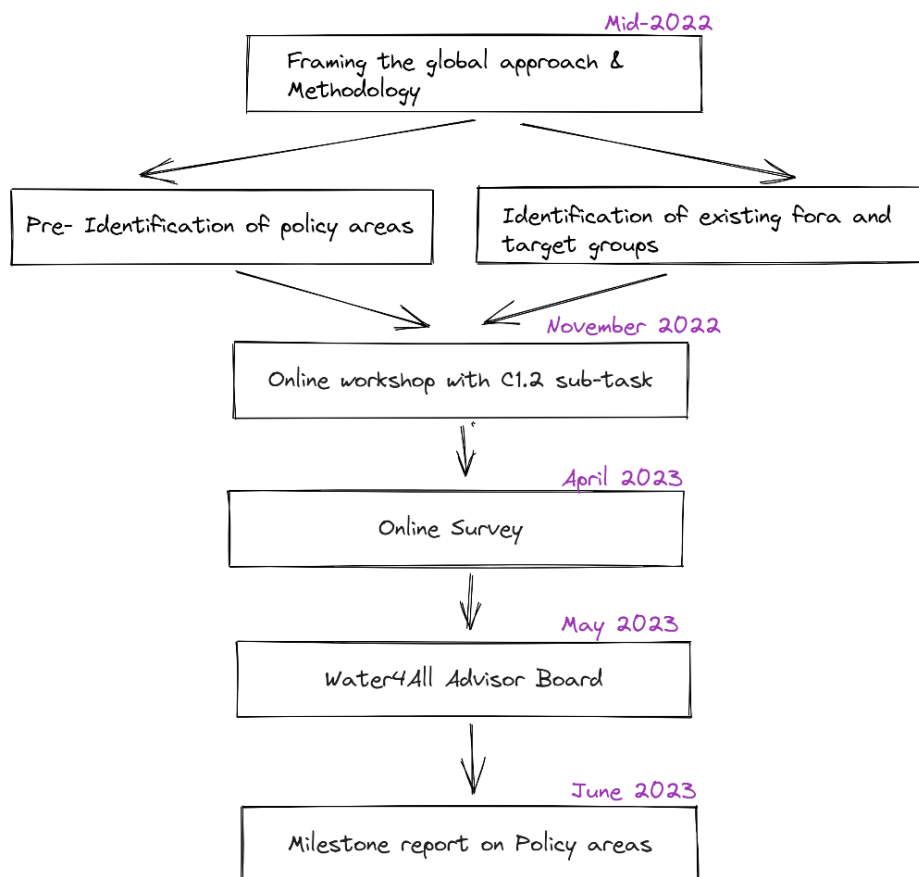 Mid-2022
Framing the global approach &
Methodology
Pre- Identification of policy areas
Identification of existing fora and
target groups
November 2022
Online workshop with C1.2 sub-task
April 2023
Online Survey
May 2023
Water4All Advisor Board
June 2023
Milestone report on Policy areas